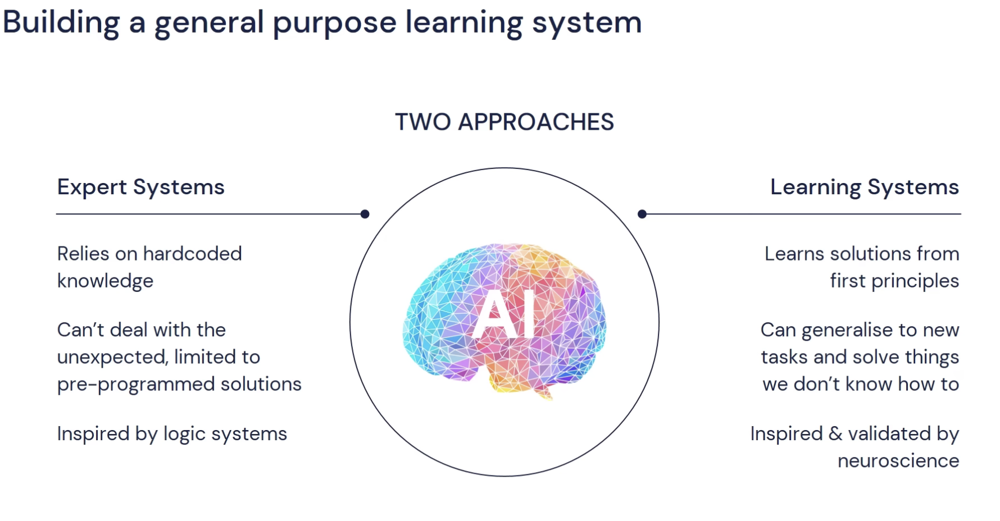 Building a general purpose learning system
TWO APPROACHES
Expert Systems
Relies on hardcoded
knowledge
Can’t deal with the
unexpected, limited to
pre-programmed solutions
Inspired by logic systems
AI
Learning Systems
Learns solutions from
first principles
Can generalise to new
tasks and solve things
we don’t know how to
Inspired & validated by
neuroscience